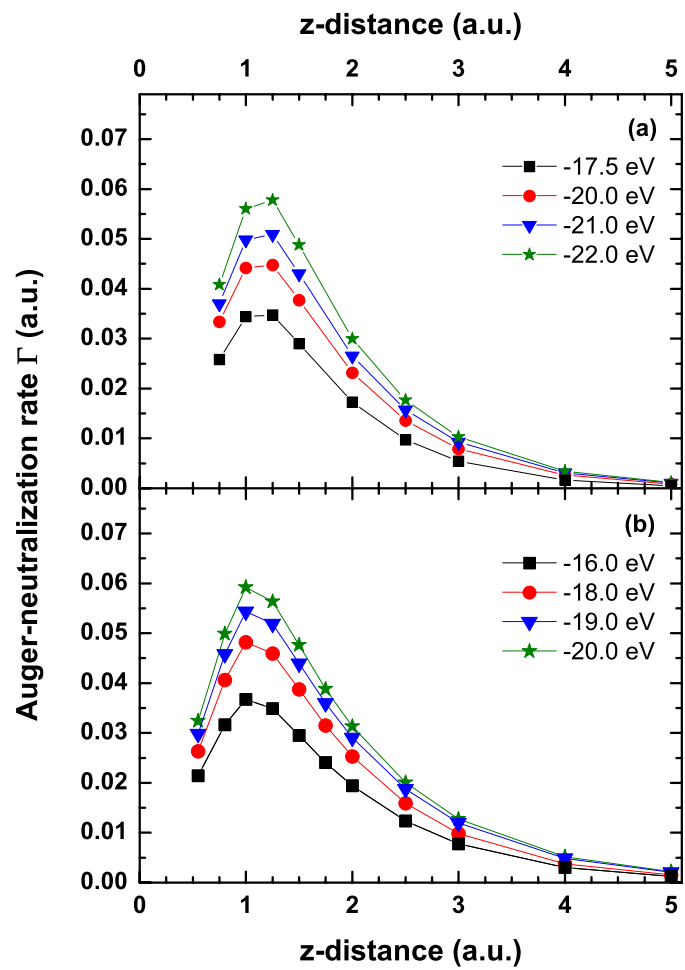 z-distance (a.u.)
0 1 2 3 4 5
(a)
0.07
0.06
0.05
0.04
0.03
0.02
0.01
0.00
-17.5 eV
-20.0 eV
-21.0 eV
-22.0 eV
Auger-neutralization rate Γ (a.u.)
(b)
0.07
0.06
0.05
0.04
0.03
0.02
0.01
0.00
-16.0 eV
-18.0 eV
-19.0 eV
-20.0 eV
0 1 2 3 4 5
z-distance (a.u.)